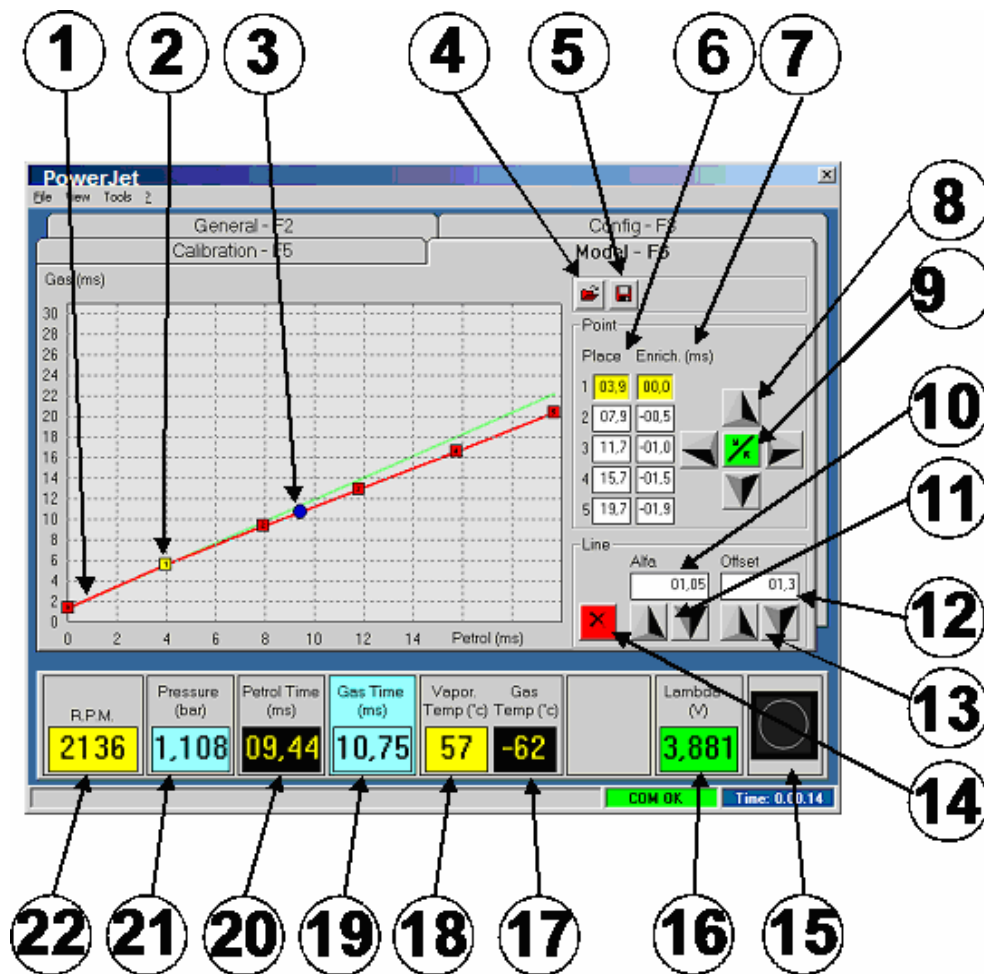 1 2 3 4 5 6 7
PowerJet
File View Tools ?
General - F2 Config - F3
Calibration - F5 Model - F6
Gas (ms)
30
28
26
24
22
20
18
16
14
12
10
8
6
4
2
0
0 2 4 6 8 10 12 14 Petrol (ms)
Point
Place Enrich. (ms)
1 03,9 00,0
2 07,9 -00,5
3 11,7 -01,0
4 15,7 -01,5
5 19,7 -01,9
Line
Alfa Offset
01,05 01,3
8
9
10
11
12
13
14
R.P.M.
2136
Pressure
(bar)
1,108
Petrol Time
(ms)
09,44
Gas Time
(ms)
10,75
Vapor. Gas
Temp (°c) Temp (°c)
57 -62
Lambda
(V)
3,881
COM OK Time: 0.00.14
22 21 20 19 18 17 16 15